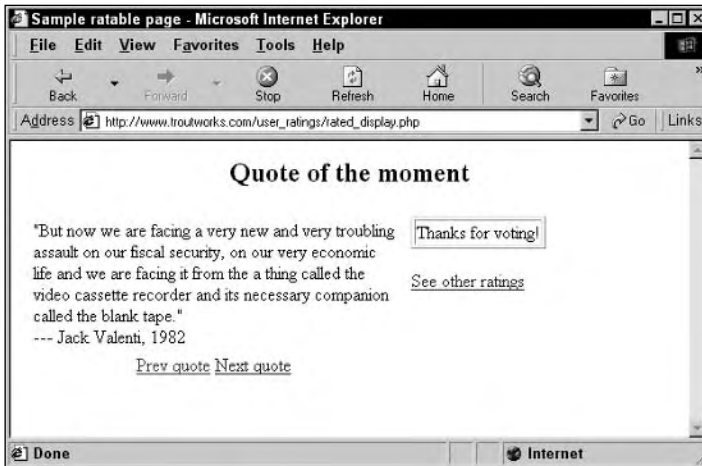 Sample ratable page - Microsoft Internet Explorer
File Edit View Favorites Tools Help
Back Forward Stop Refresh Home Search Favorites »
Address http://www.troutworks.com/user_ratings/rated_display.php Go Links
Quote of the moment
"But now we are facing a very new and very troubling
assault on our fiscal security, on our very economic
life and we are facing it from the a thing called the
video cassette recorder and its necessary companion
called the blank tape."
--- Jack Valenti, 1982
Thanks for voting!
See other ratings
Prev quote Next quote
Done Internet